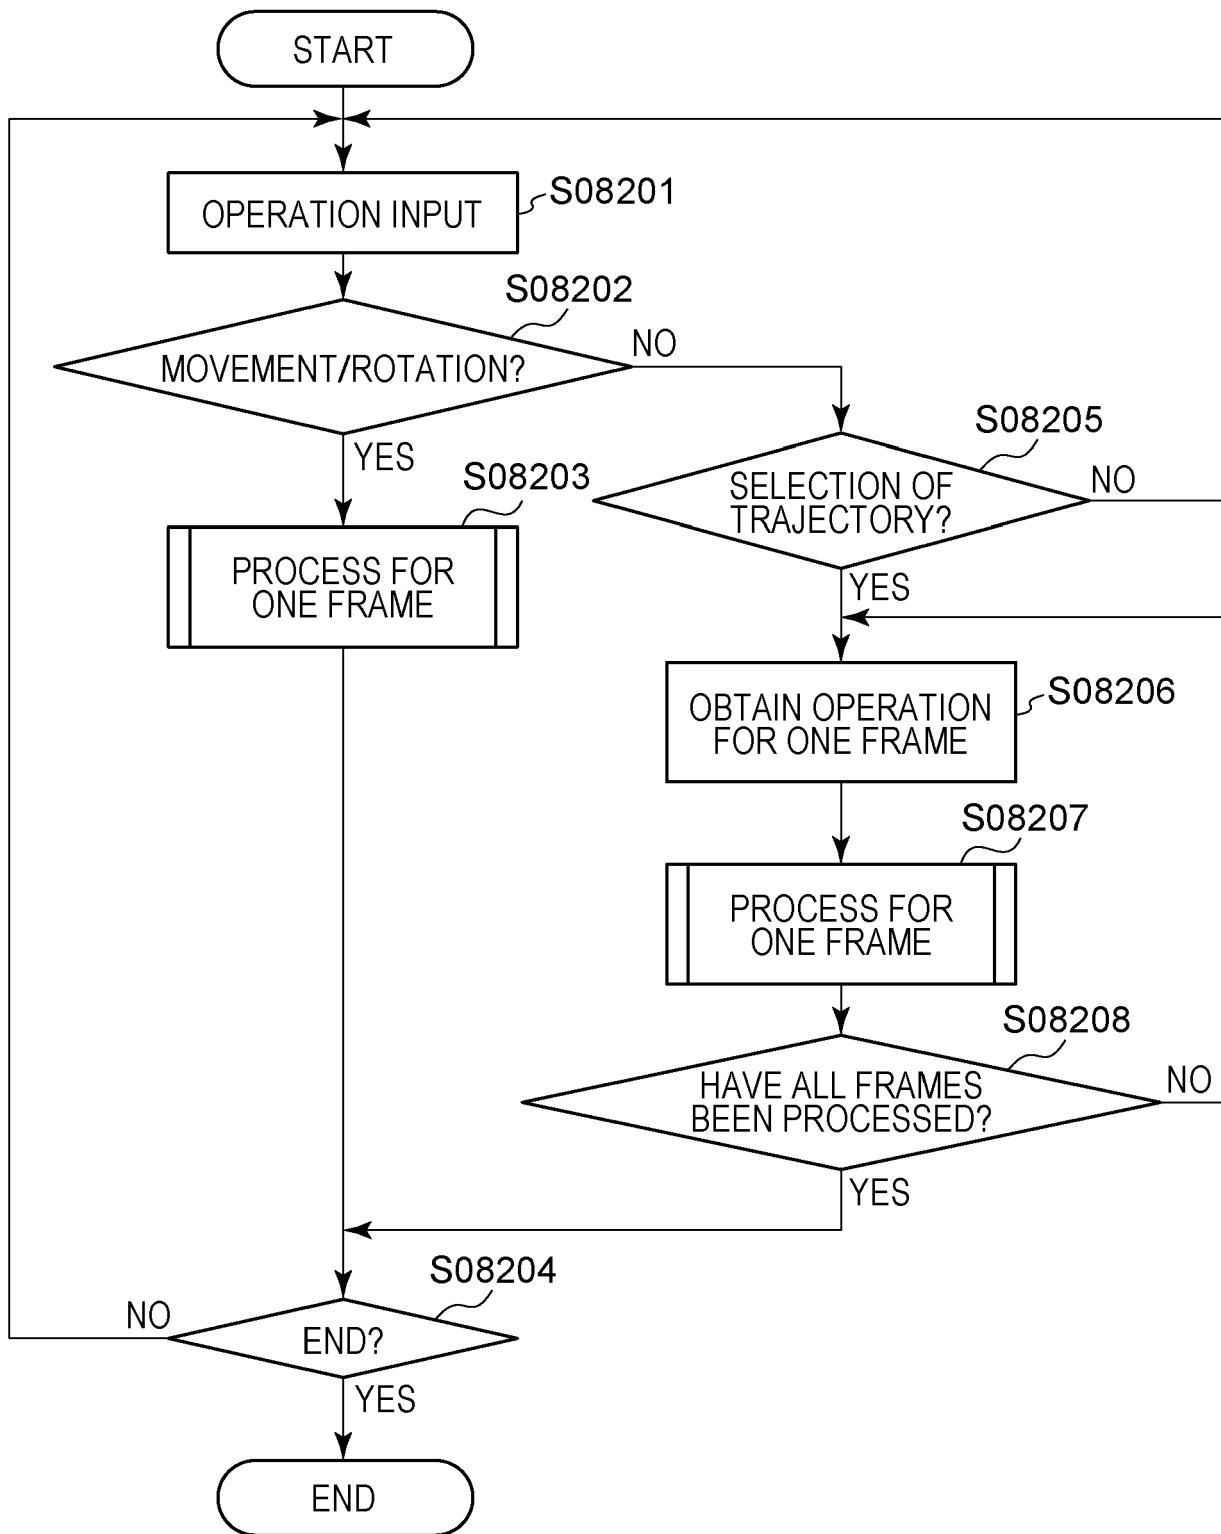 START
S08201
OPERATION INPUT
S08202
MOVEMENT/ROTATION?
NO
YES
S08203
PROCESS FOR
ONE FRAME
S08205
SELECTION OF
TRAJECTORY?
NO
YES
S08206
OBTAIN OPERATION
FOR ONE FRAME
S08207
PROCESS FOR
ONE FRAME
S08208
HAVE ALL FRAMES
BEEN PROCESSED?
NO
YES
S08204
END?
NO
YES
END